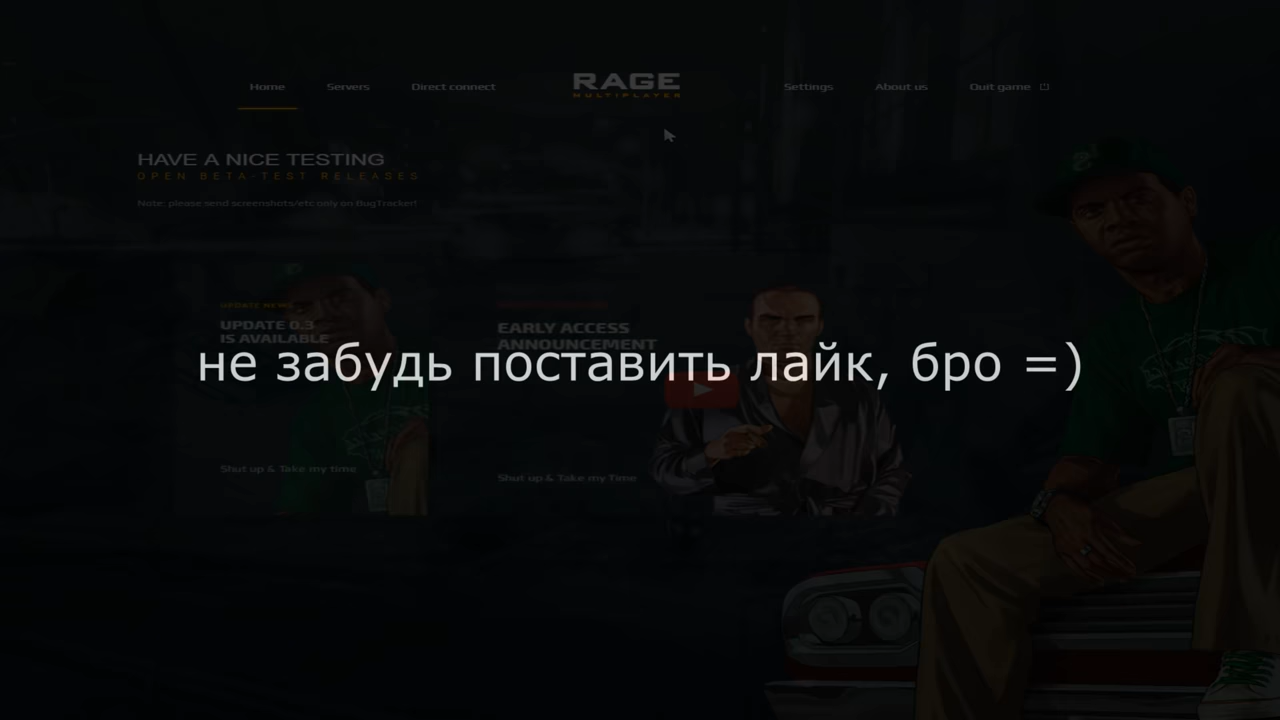 Home Servers Direct connect RAGE Settings About us Quit game
MULTIPLAYER
HAVE A NICE TESTING
OPEN BETA-TEST RELEASES
Note: please send screenshots/etc only on BugTracker!
UPDATE NEWS
UPDATE 0.3
IS AVAILABLE
EARLY ACCESS
ANNOUNCEMENT
не забудь поставить лайк, бро =)
Shut up & Take my time
Shut up & Take my Time